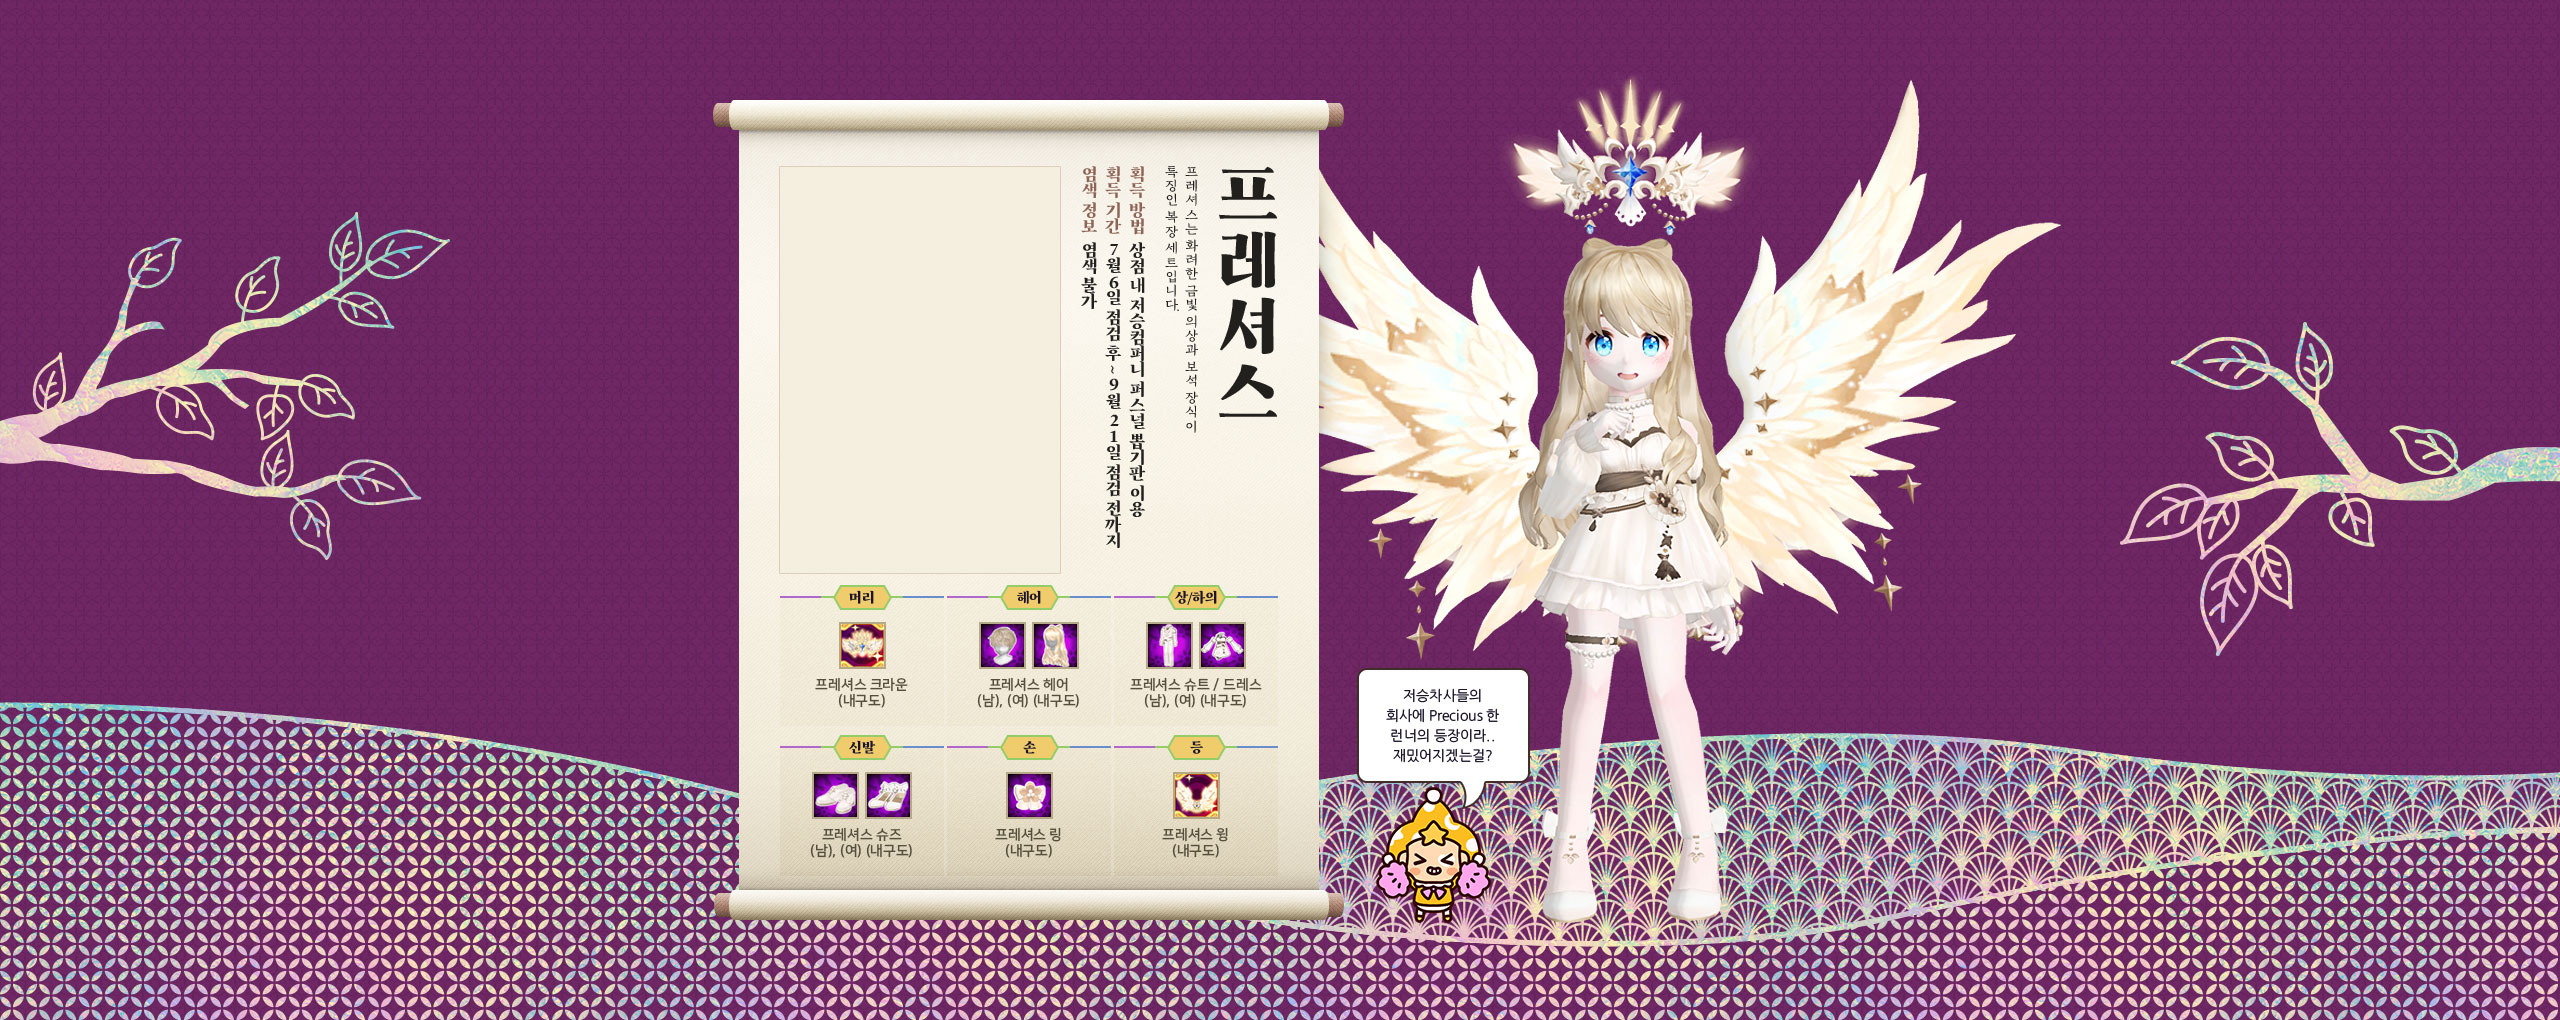 프레셔스
프레셔스는 화려한 금빛 의상과 보석 장식이
특징인 복장 세트입니다.
획득 방법 상점 내 저승컴퍼니 퍼스널 뽑기판 이용
획득 기간 7월 6일 점검 후 ~ 9월 21일 점검 전까지
염색 정보 염색 불가
머리
프레셔스 크라운
(내구도)
헤어
프레셔스 헤어
(남), (여) (내구도)
상/하의
프레셔스 슈트 / 드레스
(남), (여) (내구도)
신발
프레셔스 슈즈
(남), (여) (내구도)
손
프레셔스 링
(내구도)
등
프레셔스 윙
(내구도)
저승차사들의
회사에 Precious 한
런너의 등장이라..
재밌어지겠는걸?